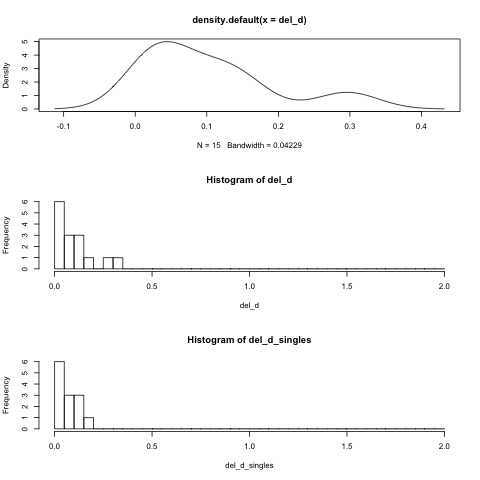 density.default(x = del_d)
Density
0 1 2 3 4 5
-0.1 0.0 0.1 0.2 0.3 0.4
N = 15 Bandwidth = 0.04229
Histogram of del_d
Frequency
0 1 2 3 4 5 6
0.0 0.5 1.0 1.5 2.0
del_d
Histogram of del_d_singles
Frequency
0 1 2 3 4 5 6
0.0 0.5 1.0 1.5 2.0
del_d_singles